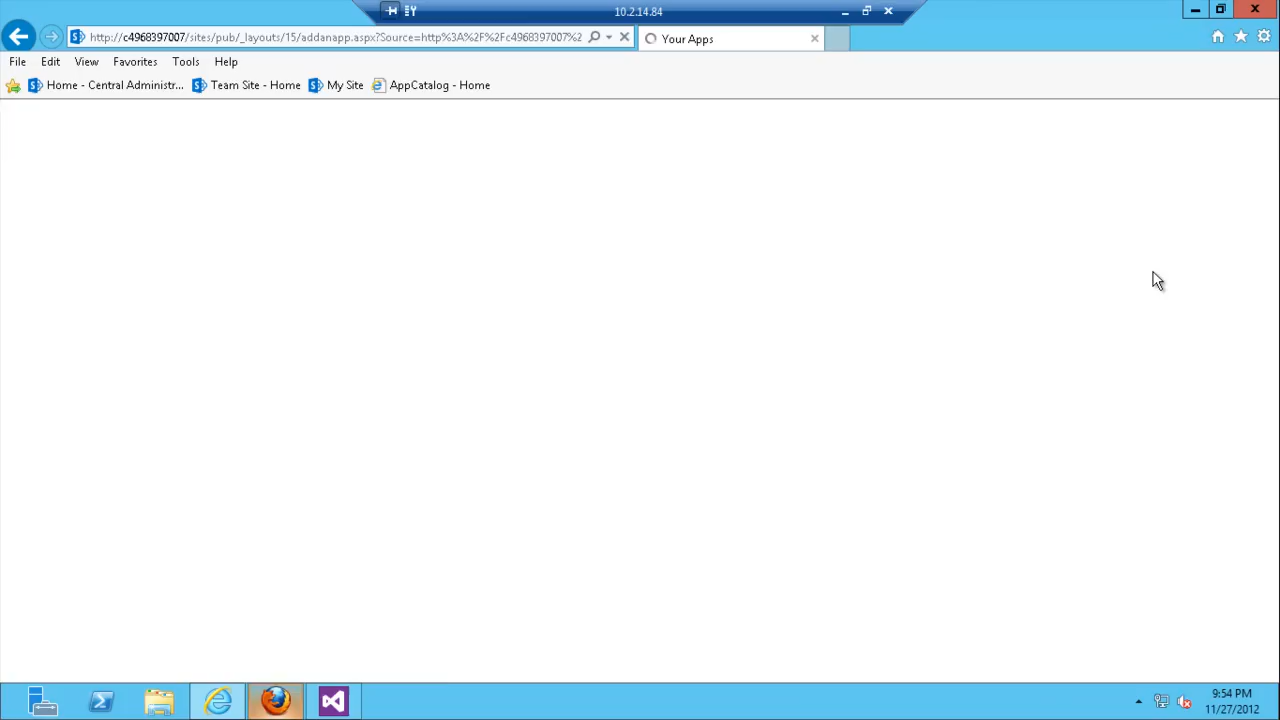 10.2.14.84
http://c4968397007/sites/pub/_layouts/15/addanapp.aspx?Source=http%3A%2F%2Fc4968397007%2
Your Apps
File Edit View Favorites Tools Help
Home - Central Administr... Team Site - Home My Site AppCatalog - Home
9:54 PM
11/27/2012